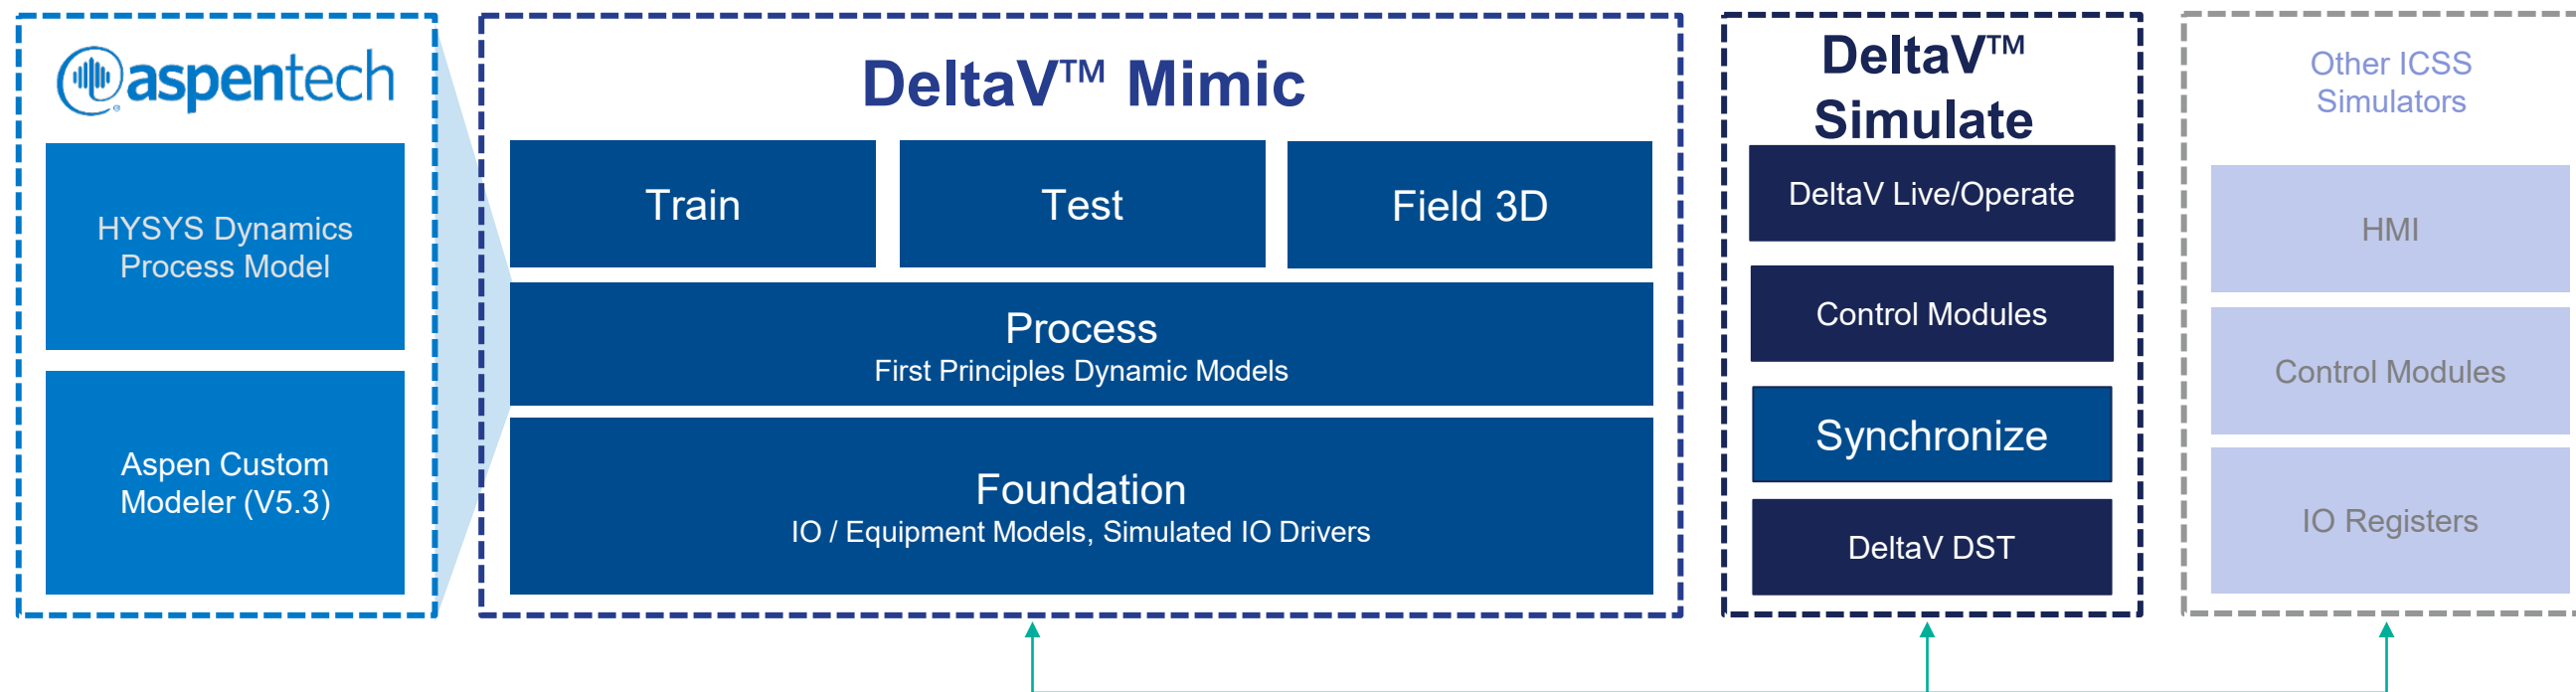 aspentech
HYSYS Dynamics
Process Model
Aspen Custom
Modeler (V5.3)
DeltaV™ Mimic
Train
Test
Field 3D
Process
First Principles Dynamic Models
Foundation
IO / Equipment Models, Simulated IO Drivers
DeltaV™
Simulate
DeltaV Live/Operate
Control Modules
Synchronize
DeltaV DST
Other ICSS
Simulators
HMI
Control Modules
IO Registers